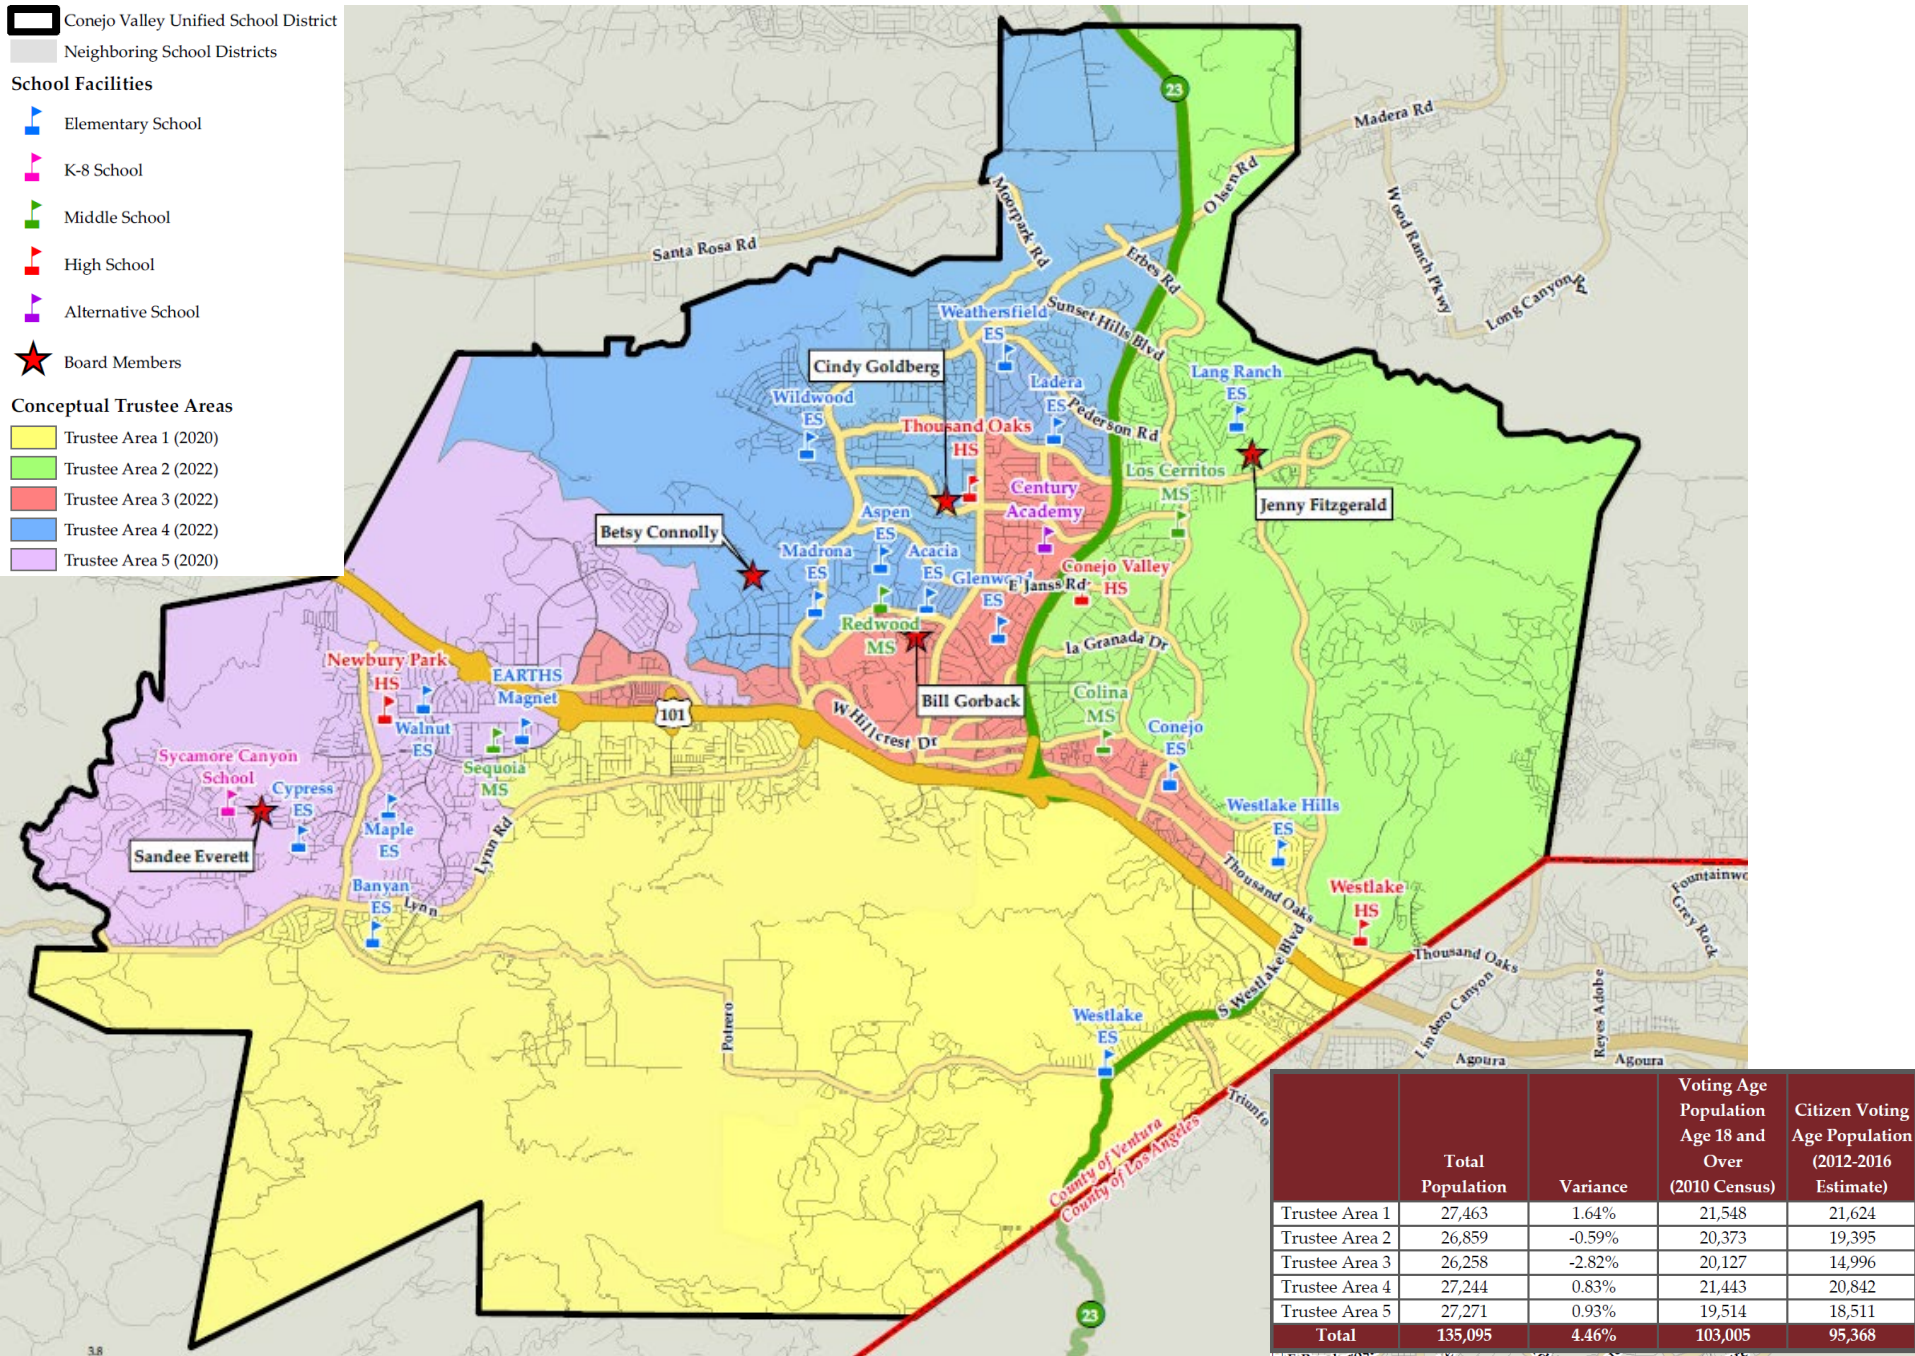 Conejo Valley Unified School District
Neighboring School Districts
School Facilities
Elementary School
K-8 School
Middle School
High School
Alternative School
Board Members
Conceptual Trustee Areas
Trustee Area 1 (2020)
Trustee Area 2 (2022)
Trustee Area 3 (2022)
Trustee Area 4 (2022)
Trustee Area 5 (2020)
23
Madera Rd
Olsen Rd
Moorpark Rd
Wood Ranch Pkwy
Santa Rosa Rd
Erbes Rd
Long Canyon Rd
Weathersfield
ES
Sunset Hills Blvd
Cindy Goldberg
Lang Ranch
ES
Ladera
ES
Wildwood
ES
Pederson Rd
Thousand Oaks
HS
Los Cerritos
MS
Century
Academy
Jenny Fitzgerald
Aspen
ES
Betsy Connolly
Madrona
ES
Acacia
ES
Glenwood
ES
E Janss Rd
Conejo Valley
HS
Redwood
MS
la Granada Dr
Newbury Park
HS
EARTHS
Magnet
Bill Gorback
Colina
MS
101
W Hillcrest Dr
Walnut
ES
Conejo
ES
Sycamore Canyon
School
Sequoia
MS
Cypress
ES
Westlake Hills
ES
Maple
ES
Lynn Rd
Sandee Everett
Thousand Oaks
Banyan
ES
Lynn
Westlake
HS
Fountainwo
Grey Rock
S Westlake Blvd
Thousand Oaks
Lindero Canyon
Reyes Adobe
Potrero
Westlake
ES
Agoura
Agoura
Triunfo
County of Ventura
County of Los Angeles
23
3.8
Total Population
Variance
Voting Age Population Age 18 and Over (2010 Census)
Citizen Voting Age Population (2012-2016 Estimate)
Trustee Area 1 27,463 1.64% 21,548 21,624
Trustee Area 2 26,859 -0.59% 20,373 19,395
Trustee Area 3 26,258 -2.82% 20,127 14,996
Trustee Area 4 27,244 0.83% 21,443 20,842
Trustee Area 5 27,271 0.93% 19,514 18,511
Total 135,095 4.46% 103,005 95,368